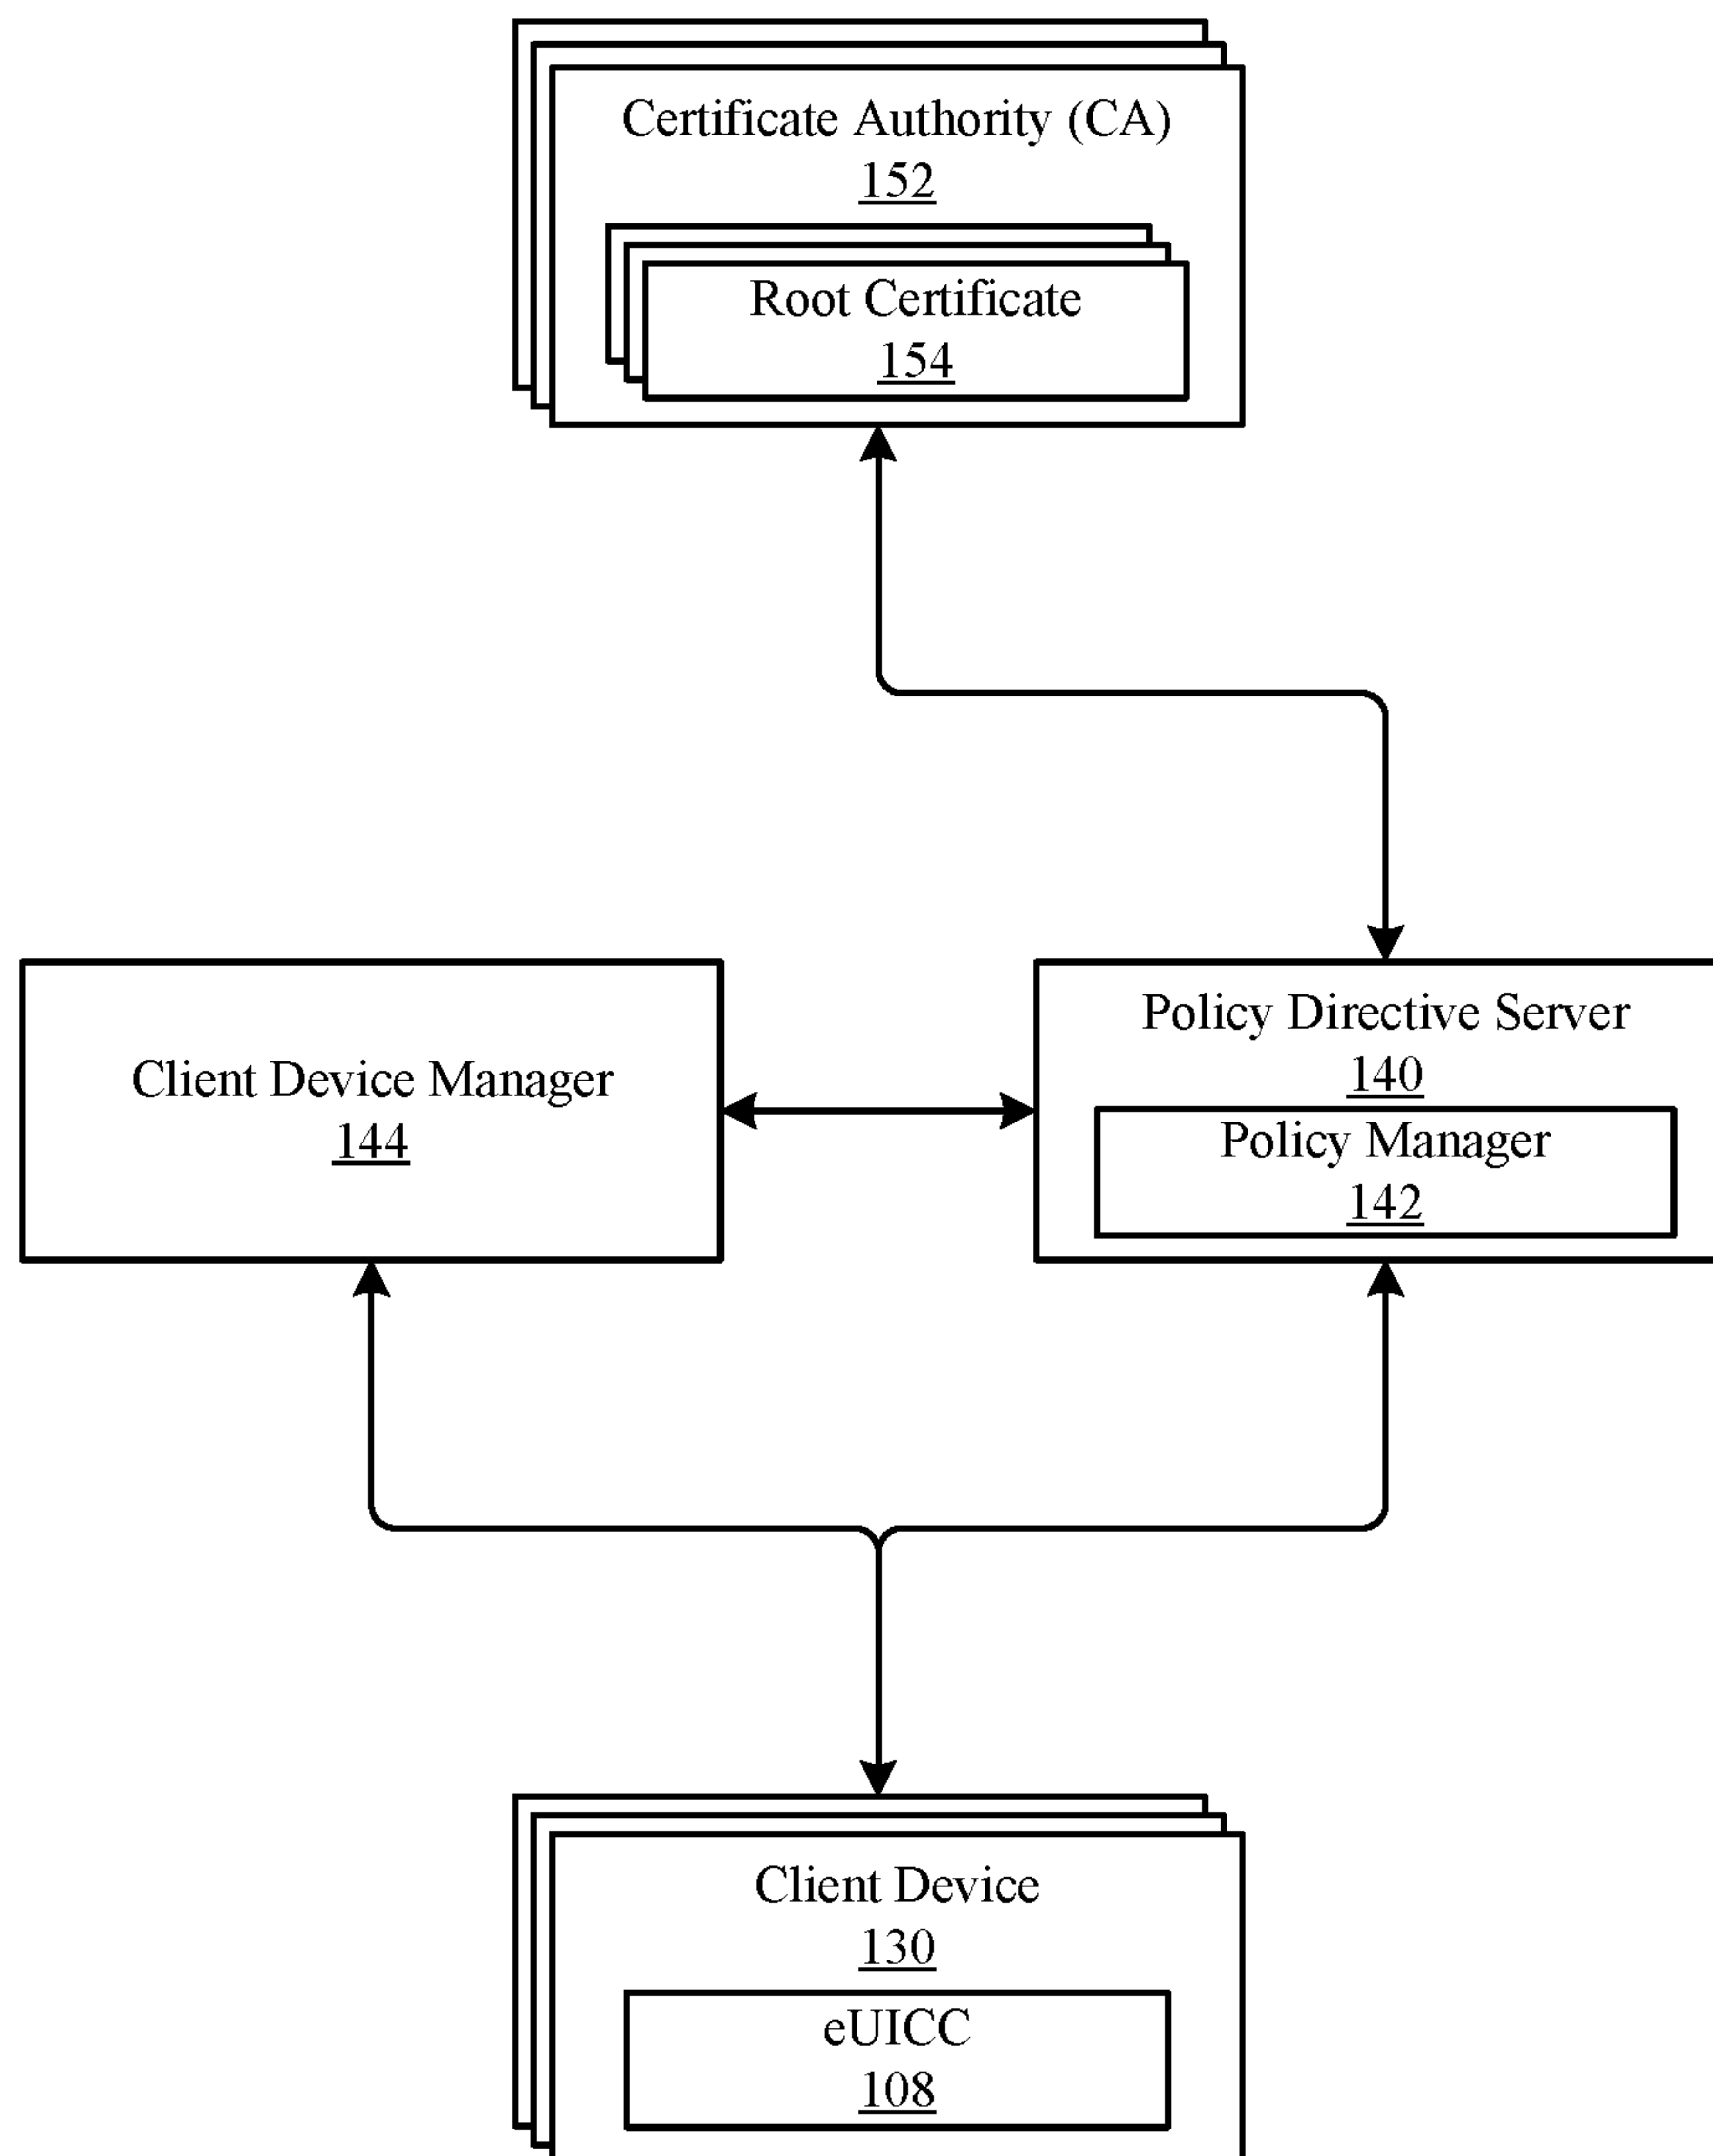 Certificate Authority (CA)
152
Root Certificate
154
Client Device Manager
144
Policy Directive Server
140
Policy Manager
142
Client Device
130
eUICC
108